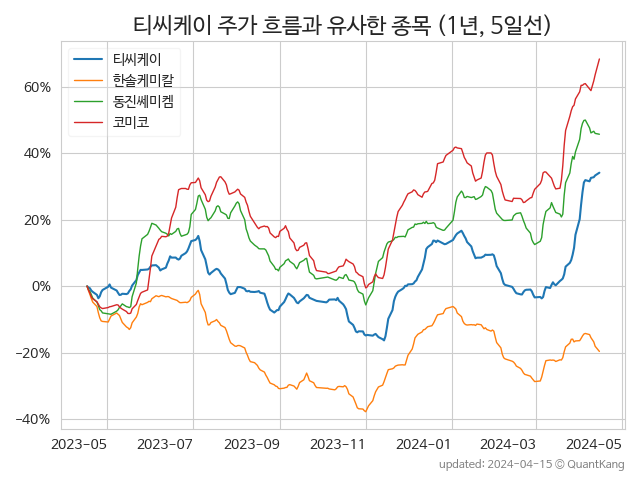 티씨케이 주가 흐름과 유사한 종목 (1년, 5일선)
티씨케이
한솔케미칼
동진쎄미켐
코미코
60%
40%
20%
0%
−20%
−40%
2023-05 2023-07 2023-09 2023-11 2024-01 2024-03 2024-05
updated: 2024-04-15 © QuantKang